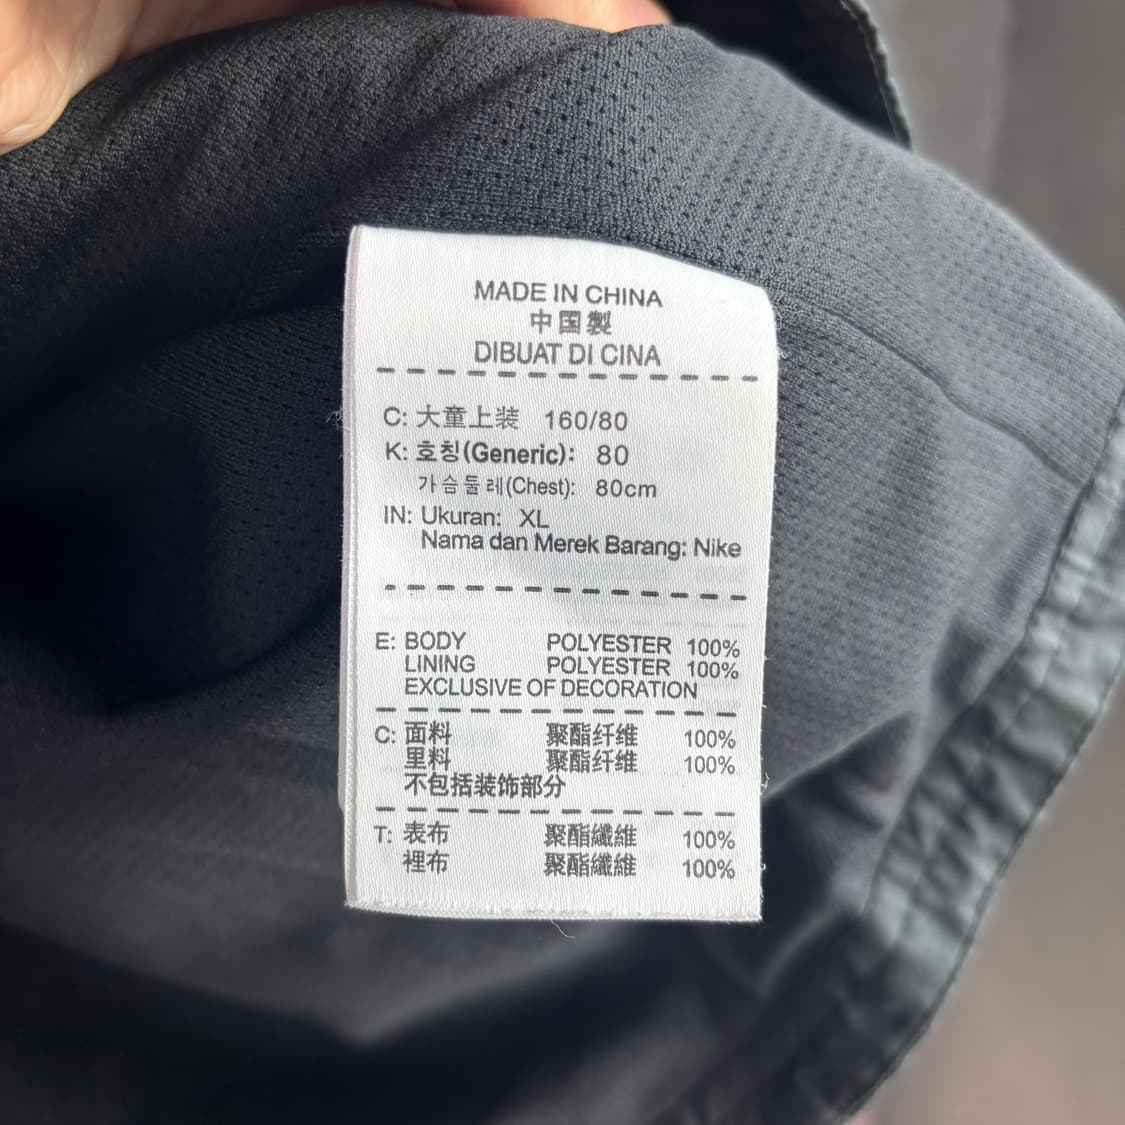 MADE IN CHINA
中国製
DIBUAT DI CINA
C: 大童上装 160/80
K: 호칭(Generic): 80
가슴둘레(Chest): 80cm
IN: Ukuran: XL
Nama dan Merek Barang: Nike
E: BODY POLYESTER 100%
LINING POLYESTER 100%
EXCLUSIVE OF DECORATION
C: 面料 聚酯纤维 100%
里料 聚酯纤维 100%
不包括装饰部分
T: 表布 聚酯纖維 100%
裡布 聚酯纖維 100%